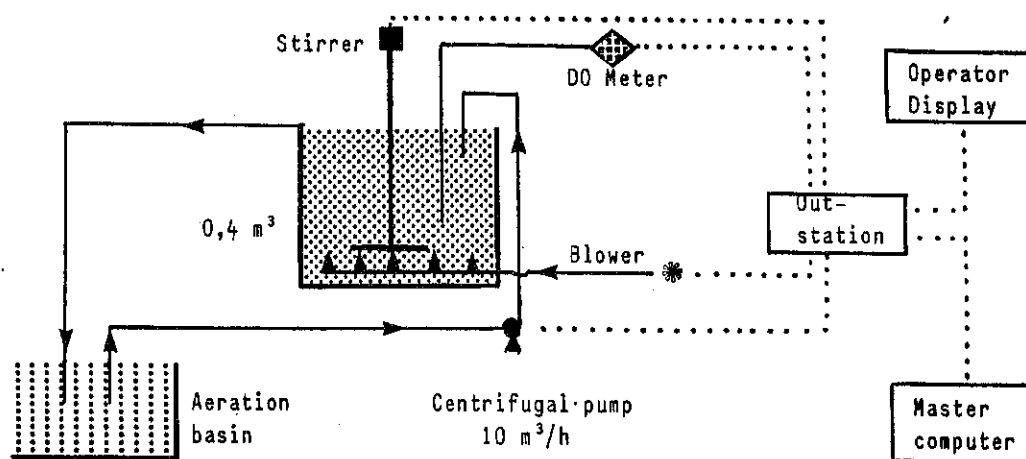 Stirrer
DO Meter
Operator
Display
0,4 m³
Out-
station
Blower
Aeration
basin
Centrifugal pump
10 m³/h
Master
computer